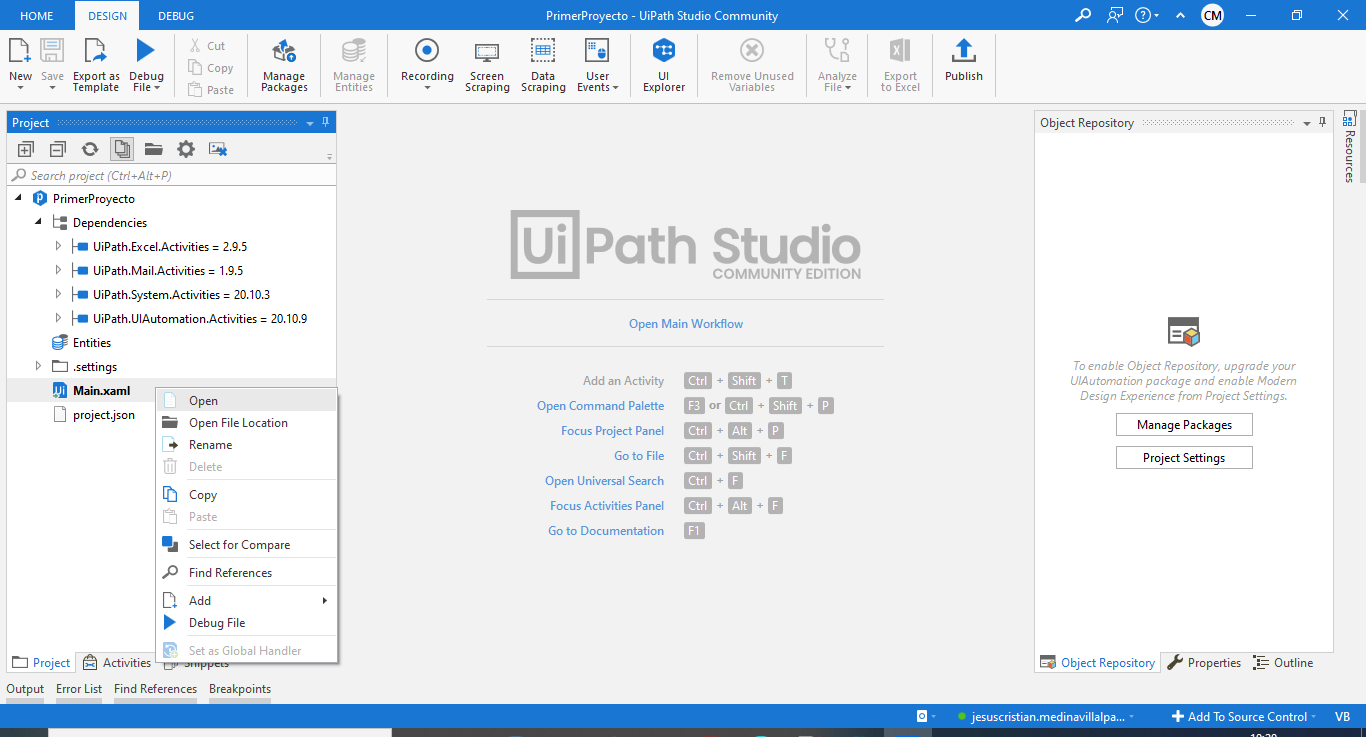 HOME DESIGN DEBUG PrimerProyecto - UiPath Studio Community CM
New Save Export as Template Debug File Cut Copy Paste Manage Packages Manage Entities Recording Screen Scraping Data Scraping User Events UI Explorer Remove Unused Variables Analyze File Export to Excel Publish
Project
Search project (Ctrl+Alt+P)
PrimerProyecto
Dependencies
UiPath.Excel.Activities = 2.9.5
UiPath.Mail.Activities = 1.9.5
UiPath.System.Activities = 20.10.3
UiPath.UIAutomation.Activities = 20.10.9
Entities
.settings
Main.xaml
project.json
Open
Open File Location
Rename
Delete
Copy
Paste
Select for Compare
Find References
Add
Debug File
Set as Global Handler
Project Activities Snippets
Output Error List Find References Breakpoints
UiPath Studio
COMMUNITY EDITION
Open Main Workflow
Add an Activity Ctrl + Shift + T
Open Command Palette F3 or Ctrl + Shift + P
Focus Project Panel Ctrl + Alt + P
Go to File Ctrl + Shift + F
Open Universal Search Ctrl + F
Focus Activities Panel Ctrl + Alt + F
Go to Documentation F1
Object Repository
Resources
To enable Object Repository, upgrade your
UIAutomation package and enable Modern
Design Experience from Project Settings.
Manage Packages
Project Settings
Object Repository Properties Outline
jesuscristian.medinavillalpa... Add To Source Control VB